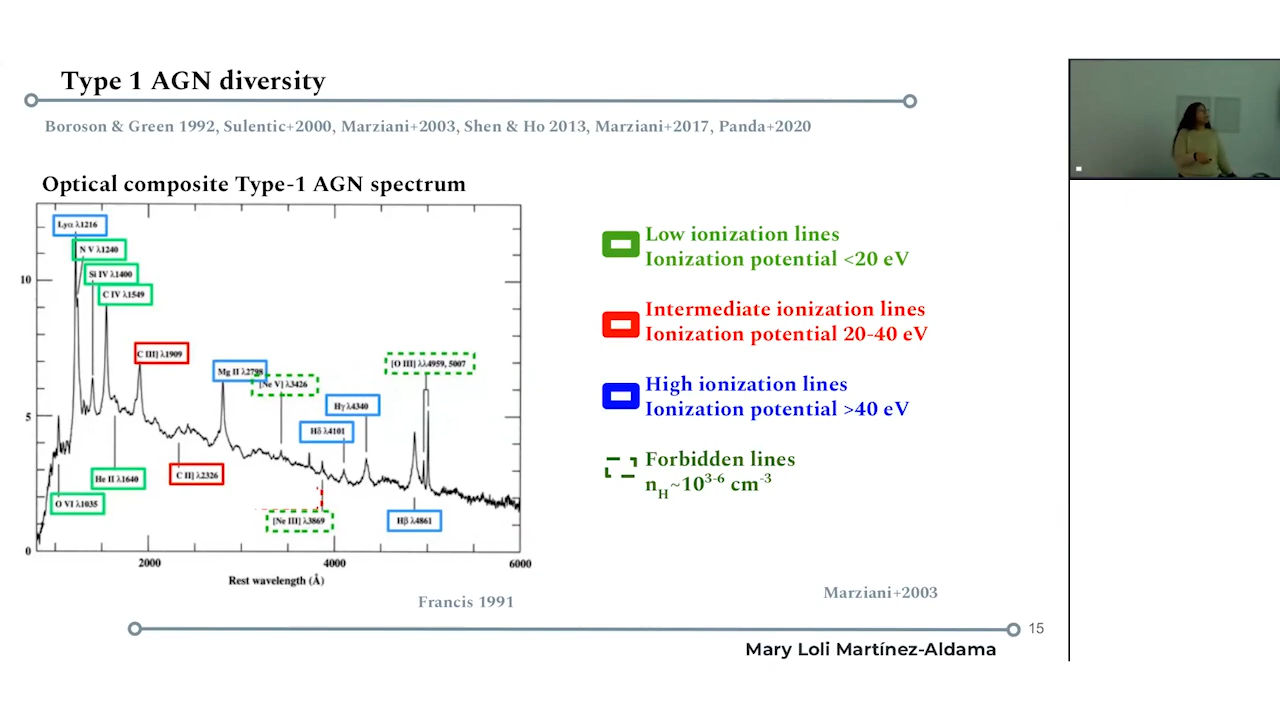 Type 1 AGN diversity
Boroson & Green 1992, Sulentic+2000, Marziani+2003, Shen & Ho 2013, Marziani+2017, Panda+2020
Optical composite Type-1 AGN spectrum
Lyα λ1216
N V λ1240
Si IV λ1400
C IV λ1549
C III] λ1909
Mg II λ2798
[Ne V] λ3426
[O III] λλ4959, 5007
Hγ λ4340
Hδ λ4101
He II λ1640
C II] λ2326
O VI λ1035
[Ne III] λ3869
Hβ λ4861
10
5
0
2000
4000
6000
Rest wavelength (Å)
Francis 1991
Low ionization lines
Ionization potential <20 eV
Intermediate ionization lines
Ionization potential 20-40 eV
High ionization lines
Ionization potential >40 eV
Forbidden lines
n_H~10^3-6 cm^-3
Marziani+2003
15
Mary Loli Martínez-Aldama